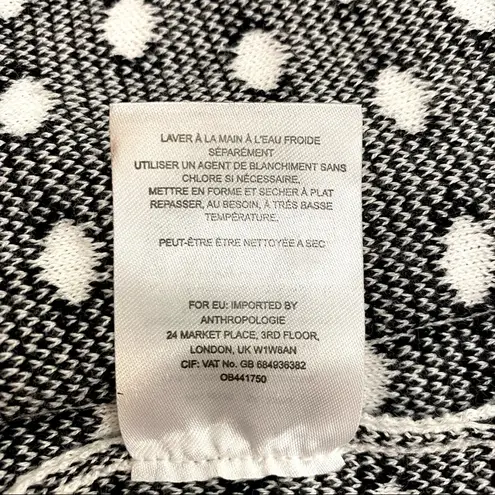 LAVER À LA MAIN À L'EAU FROIDE
SÉPARÉMENT
UTILISER UN AGENT DE BLANCHIMENT SANS
CHLORE SI NÉCESSAIRE,
METTRE EN FORME ET SECHER À PLAT
REPASSER, AU BESOIN, À TRÈS BASSE
TEMPÉRATURE.
PEUT-ÊTRE ÊTRE NETTOYÉE A SEC
FOR EU: IMPORTED BY
ANTHROPOLOGIE
24 MARKET PLACE, 3RD FLOOR,
LONDON, UK W1W8AN
CIF: VAT No. GB 684936382
OB441750